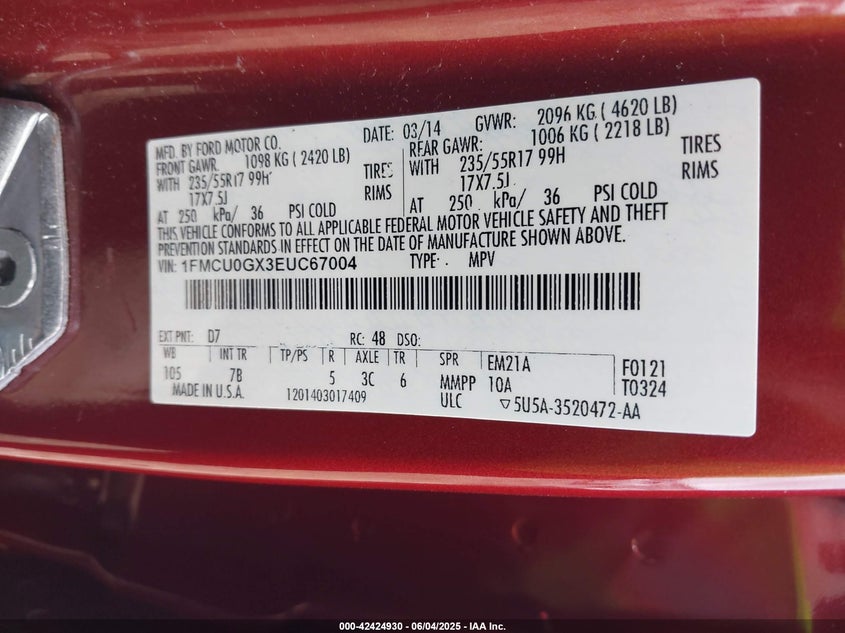 MFD. BY FORD MOTOR CO. DATE: 03/14 GVWR: 2096 KG ( 4620 LB)
FRONT GAWR: 1098 KG ( 2420 LB) REAR GAWR: 1006 KG ( 2218 LB)
WITH 235/55R17 99H TIRES WITH 235/55R17 99H TIRES
17X7.5J RIMS 17X7.5J RIMS
AT 250 kPa/ 36 PSI COLD AT 250 kPa/ 36 PSI COLD
THIS VEHICLE CONFORMS TO ALL APPLICABLE FEDERAL MOTOR VEHICLE SAFETY AND THEFT
PREVENTION STANDARDS IN EFFECT ON THE DATE OF MANUFACTURE SHOWN ABOVE.
VIN: 1FMCU0GX3EUC67004 TYPE: MPV
EXT PNT: D7 RC: 48 DSO:
WB INT TR TP/PS R AXLE TR SPR EM21A F0121
105 7B 5 3C 6 MMPP 10A T0324
MADE IN U.S.A. 1201403017409 ULC ▽5U5A-3520472-AA
000-42424930 - 06/04/2025 - IAA Inc.